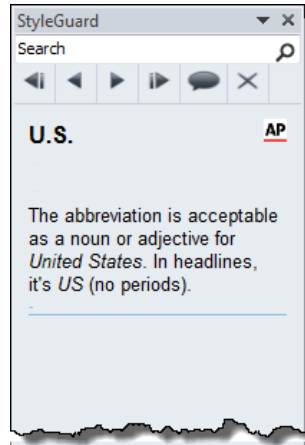 StyleGuard
Search
U.S.
AP
The abbreviation is acceptable
as a noun or adjective for
United States. In headlines,
it's US (no periods).